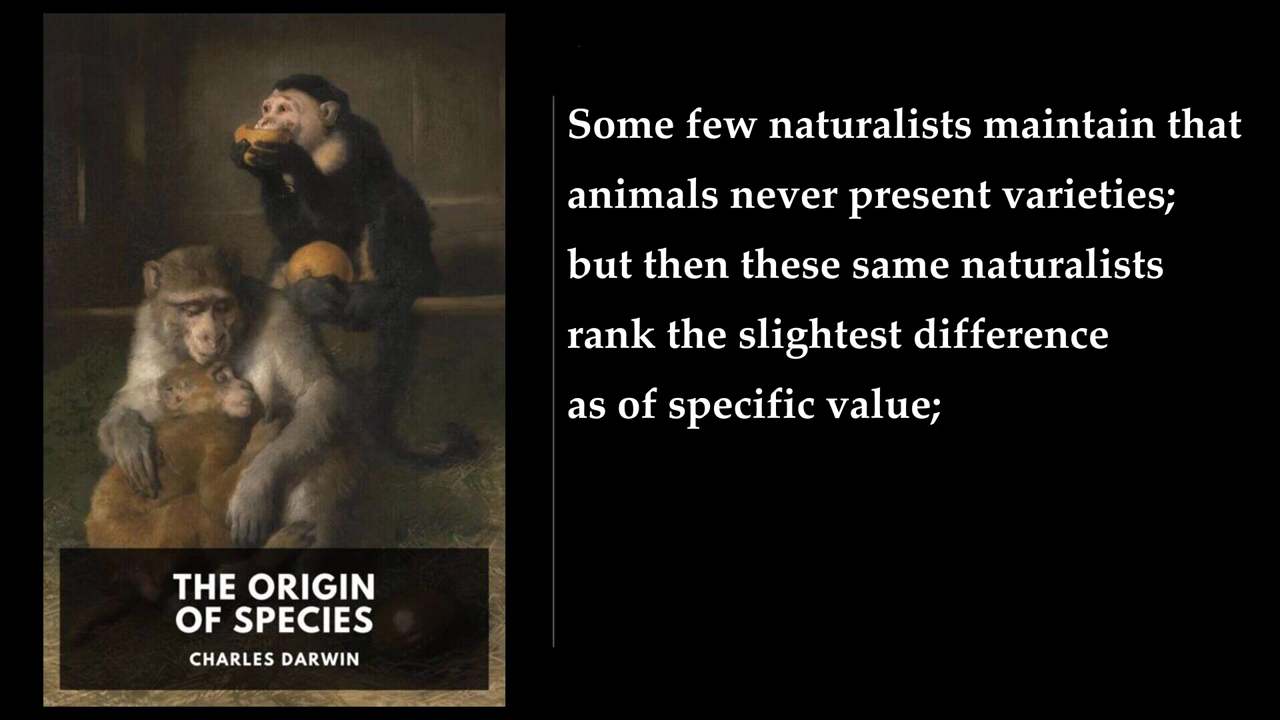 THE ORIGIN
OF SPECIES
CHARLES DARWIN
Some few naturalists maintain that
animals never present varieties;
but then these same naturalists
rank the slightest difference
as of specific value;